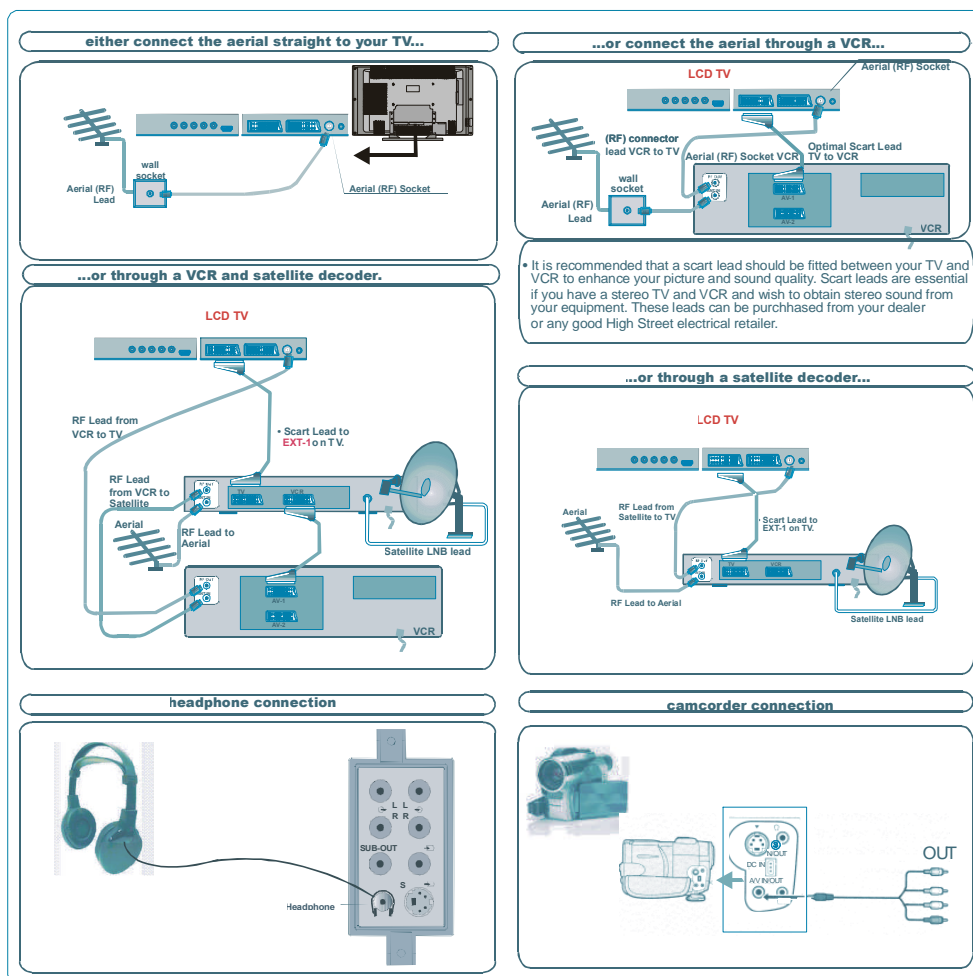 either connect the aerial straight to your TV...
wall
socket
Aerial (RF)
Lead
Aerial (RF) Socket
...or connect the aerial through a VCR...
LCD TV
Aerial (RF) Socket
(RF) connector
lead VCR to TV
Optimal Scart Lead
TV to VCR
Aerial (RF) Socket VCR
wall
socket
Aerial (RF)
Lead
RF OUT
AV-1
AV-2
VCR
• It is recommended that a scart lead should be fitted between your TV and
VCR to enhance your picture and sound quality. Scart leads are essential
if you have a stereo TV and VCR and wish to obtain stereo sound from
your equipment. These leads can be purchhased from your dealer
or any good High Street electrical retailer.
...or through a VCR and satellite decoder.
LCD TV
RF Lead from
VCR to TV
• Scart Lead to
EXT-1 on TV.
RF Lead
from VCR to
Satellite
RF OUT
TV
VCR
Aerial
RF Lead to
Aerial
Satellite LNB lead
RF OUT
AV-1
AV-2
VCR
...or through a satellite decoder...
LCD TV
RF Lead from
Satellite to TV
Aerial
• Scart Lead to
EXT-1 on TV.
RF OUT
TV
VCR
RF Lead to Aerial
Satellite LNB lead
headphone connection
L L
R R
SUB-OUT
S
Headphone
camcorder connection
S
IN/OUT
DC IN
A/V IN/OUT
OUT